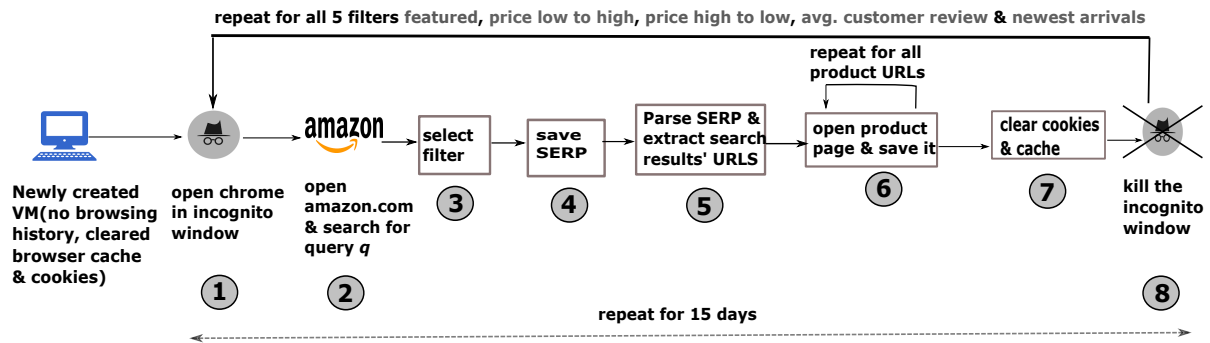 repeat for all 5 filters featured, price low to high, price high to low, avg. customer review & newest arrivals
repeat for all
product URLs
amazon
select
filter
save
SERP
Parse SERP &
extract search
results' URLS
open product
page & save it
clear cookies
& cache
Newly created
VM(no browsing
history, cleared
browser cache
& cookies)
open chrome
in incognito
window
open
amazon.com
& search for
query q
kill the
incognito
window
1
2
3
4
5
6
7
8
repeat for 15 days